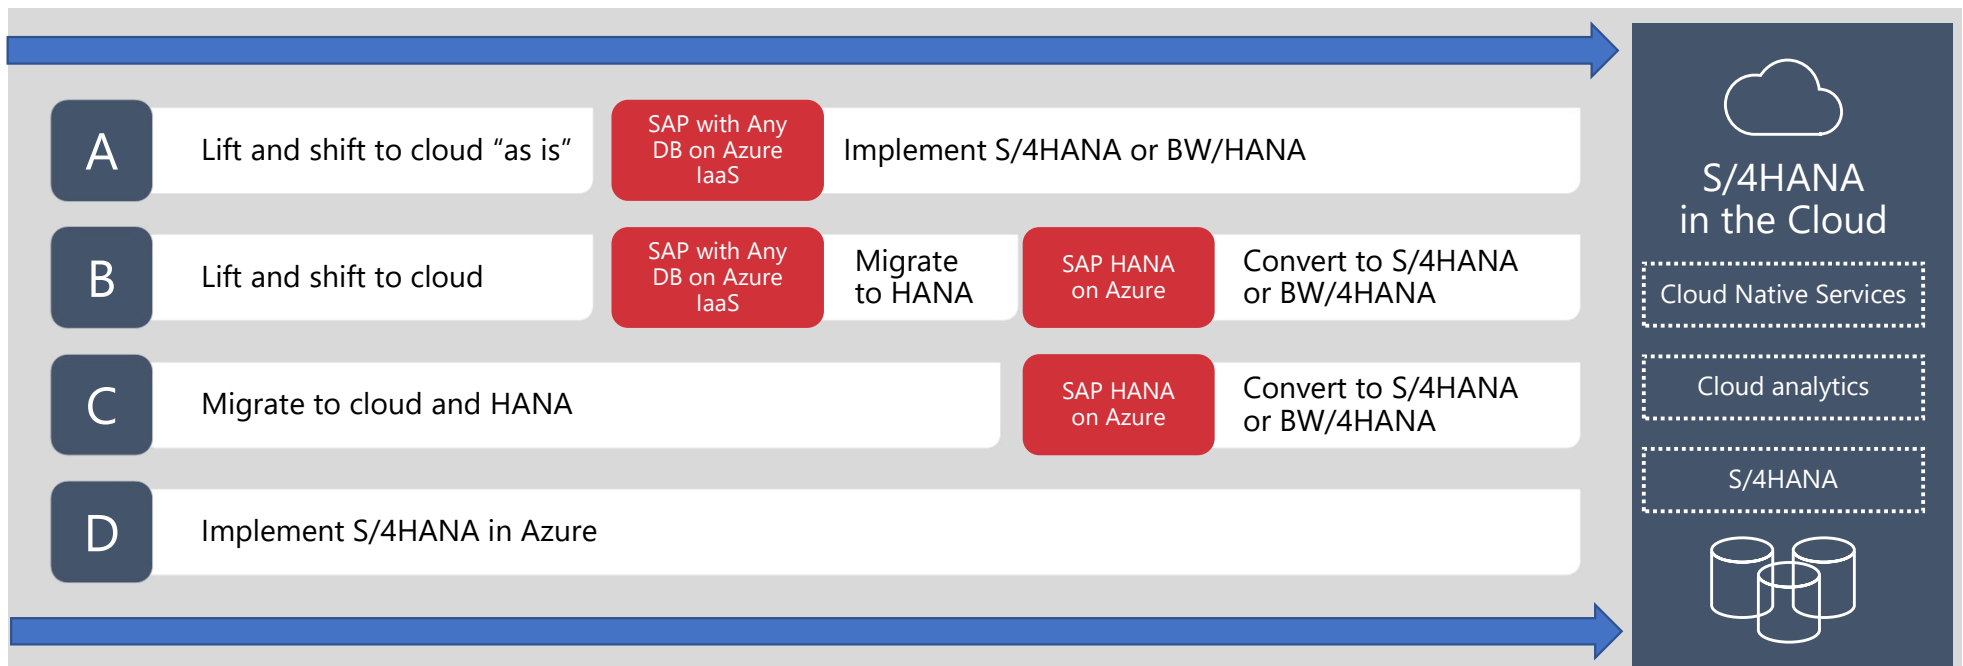 A
Lift and shift to cloud “as is”
SAP with Any
DB on Azure
IaaS
Implement S/4HANA or BW/HANA
B
Lift and shift to cloud
SAP with Any
DB on Azure
IaaS
Migrate
to HANA
SAP HANA
on Azure
Convert to S/4HANA
or BW/4HANA
C
Migrate to cloud and HANA
SAP HANA
on Azure
Convert to S/4HANA
or BW/4HANA
D
Implement S/4HANA in Azure
S/4HANA
in the Cloud
Cloud Native Services
Cloud analytics
S/4HANA